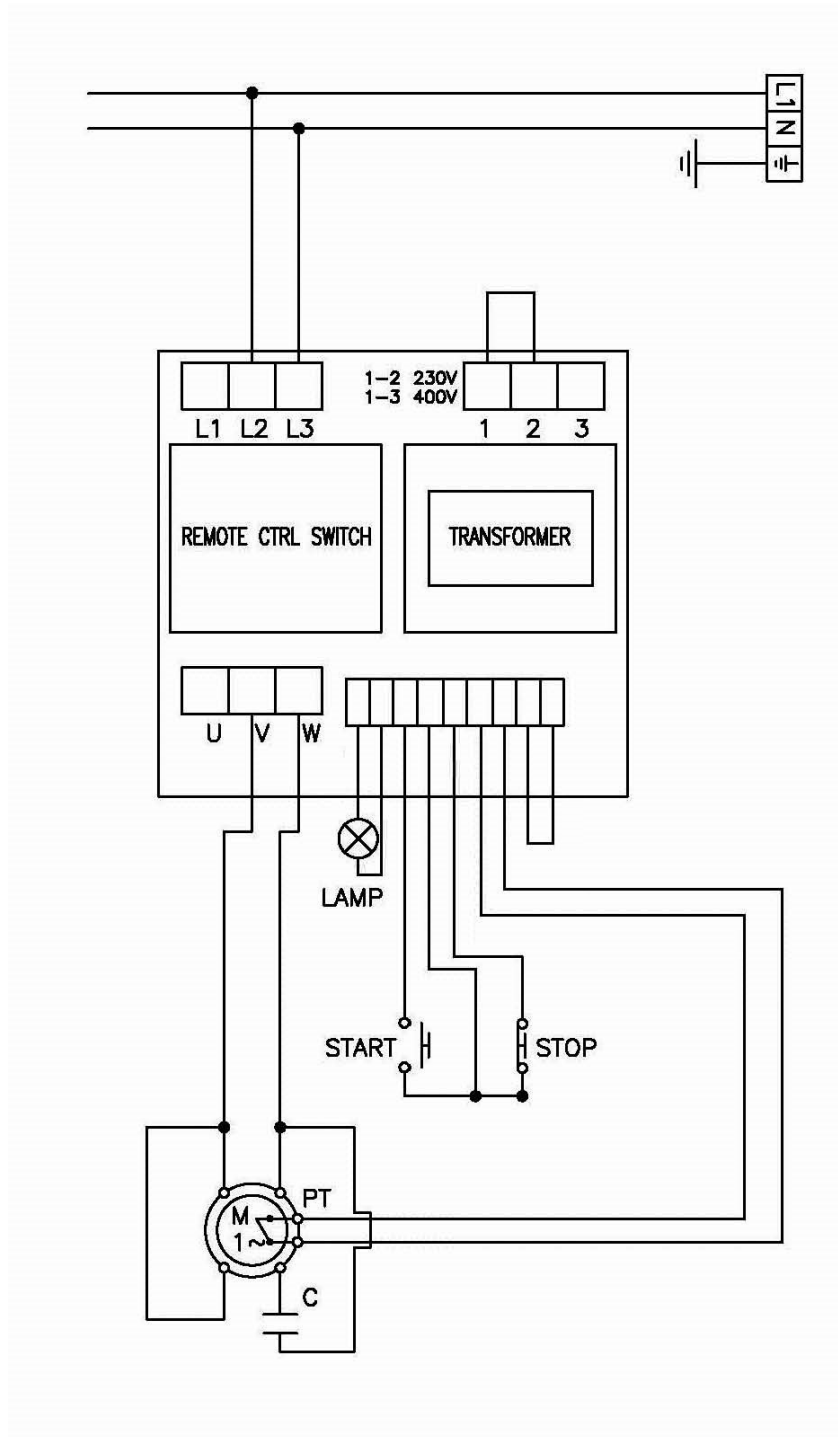 L1
N
1-2 230V
1-3 400V
L1 L2 L3
1 2 3
REMOTE CTRL SWITCH
TRANSFORMER
U V W
LAMP
START
STOP
PT
M
1~
C